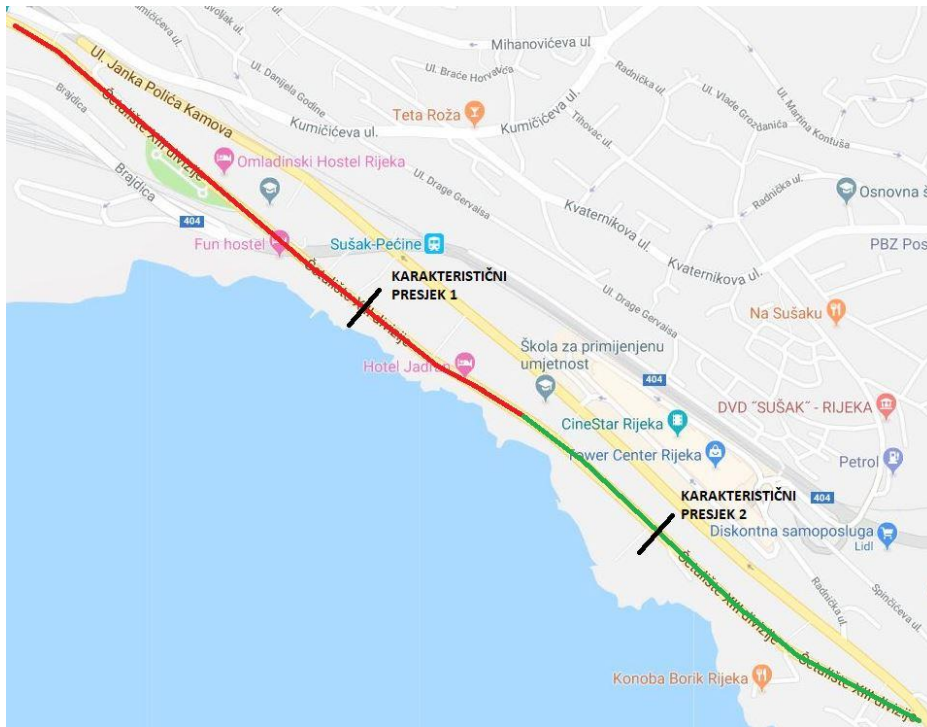 Kumičićeva ul.
Mihanovićeva ul
Ul. Janka Polića Kamova
Ul. Danijela Godine
Ul. Braće Horvatića
Radnička ul.
Ul. Vlade Grozdanića
Ul. Martina Kontuša
Brajdica
Teta Roža
Kumičićeva ul.
Tihovac ul.
Šetalište XIII divizije
Omladinski Hostel Rijeka
Ul. Drage Gervaisa
Radnička ul.
Brajdica
Osnovna š
404
Kvaternikova ul.
Fun hostel
Sušak-Pećine
PBZ Pos
KARAKTERISTIČNI
PRESJEK 1
Kvaternikova ul.
Šetalište XIII divizije
Ul. Drage Gervaisa
Na Sušaku
Škola za primijenjenu
umjetnost
Hotel Jadran
404
DVD "SUŠAK" - RIJEKA
CineStar Rijeka
Tower Center Rijeka
Petrol
KARAKTERISTIČNI
PRESJEK 2
404
Diskontna samoposluga
Lidl
Šetalište XIII divizije
Radnička ul.
Spinčićeva ul.
Konoba Borik Rijeka
Šetalište XIII divizije